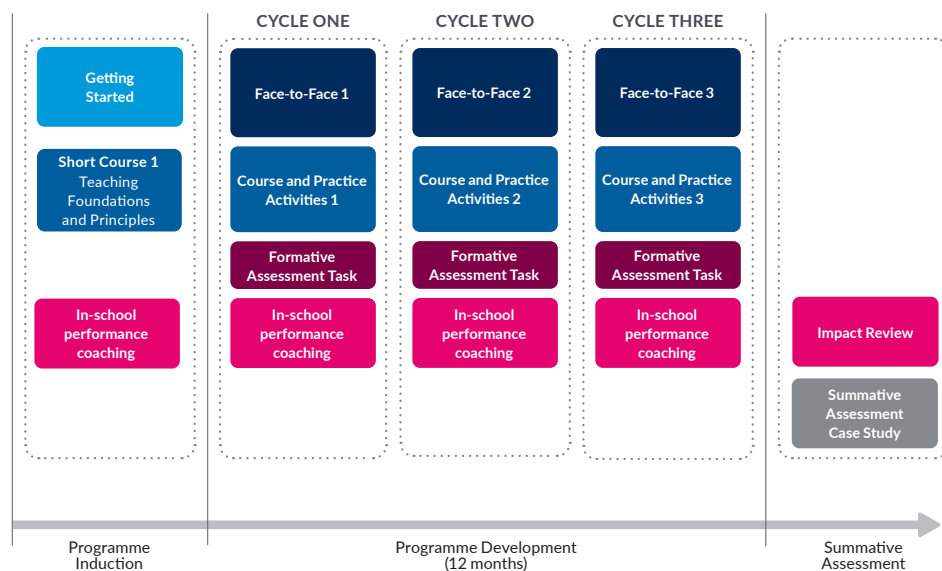 CYCLE ONE
CYCLE TWO
CYCLE THREE
Getting
Started
Short Course 1
Teaching
Foundations
and Principles
In-school
performance
coaching
Face-to-Face 1
Course and Practice
Activities 1
Formative
Assessment Task
In-school
performance
coaching
Face-to-Face 2
Course and Practice
Activities 2
Formative
Assessment Task
In-school
performance
coaching
Face-to-Face 3
Course and Practice
Activities 3
Formative
Assessment Task
In-school
performance
coaching
Impact Review
Summative
Assessment
Case Study
Programme
Induction
Programme Development
(12 months)
Summative
Assessment